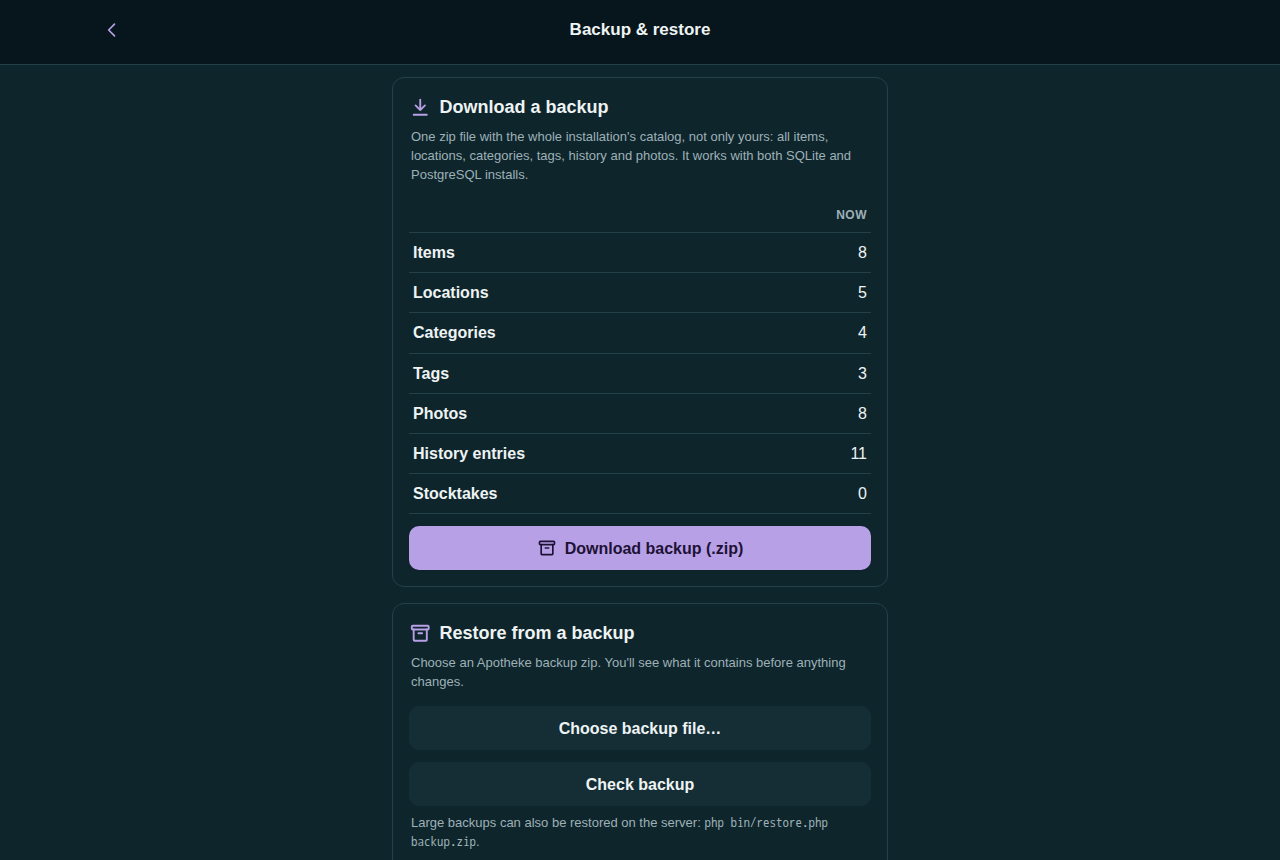 Backup & restore
Download a backup
One zip file with the whole installation's catalog, not only yours: all items,
locations, categories, tags, history and photos. It works with both SQLite and
PostgreSQL installs.
NOW
Items 8
Locations 5
Categories 4
Tags 3
Photos 8
History entries 11
Stocktakes 0
Download backup (.zip)
Restore from a backup
Choose an Apotheke backup zip. You'll see what it contains before anything
changes.
Choose backup file…
Check backup
Large backups can also be restored on the server: php bin/restore.php
backup.zip.